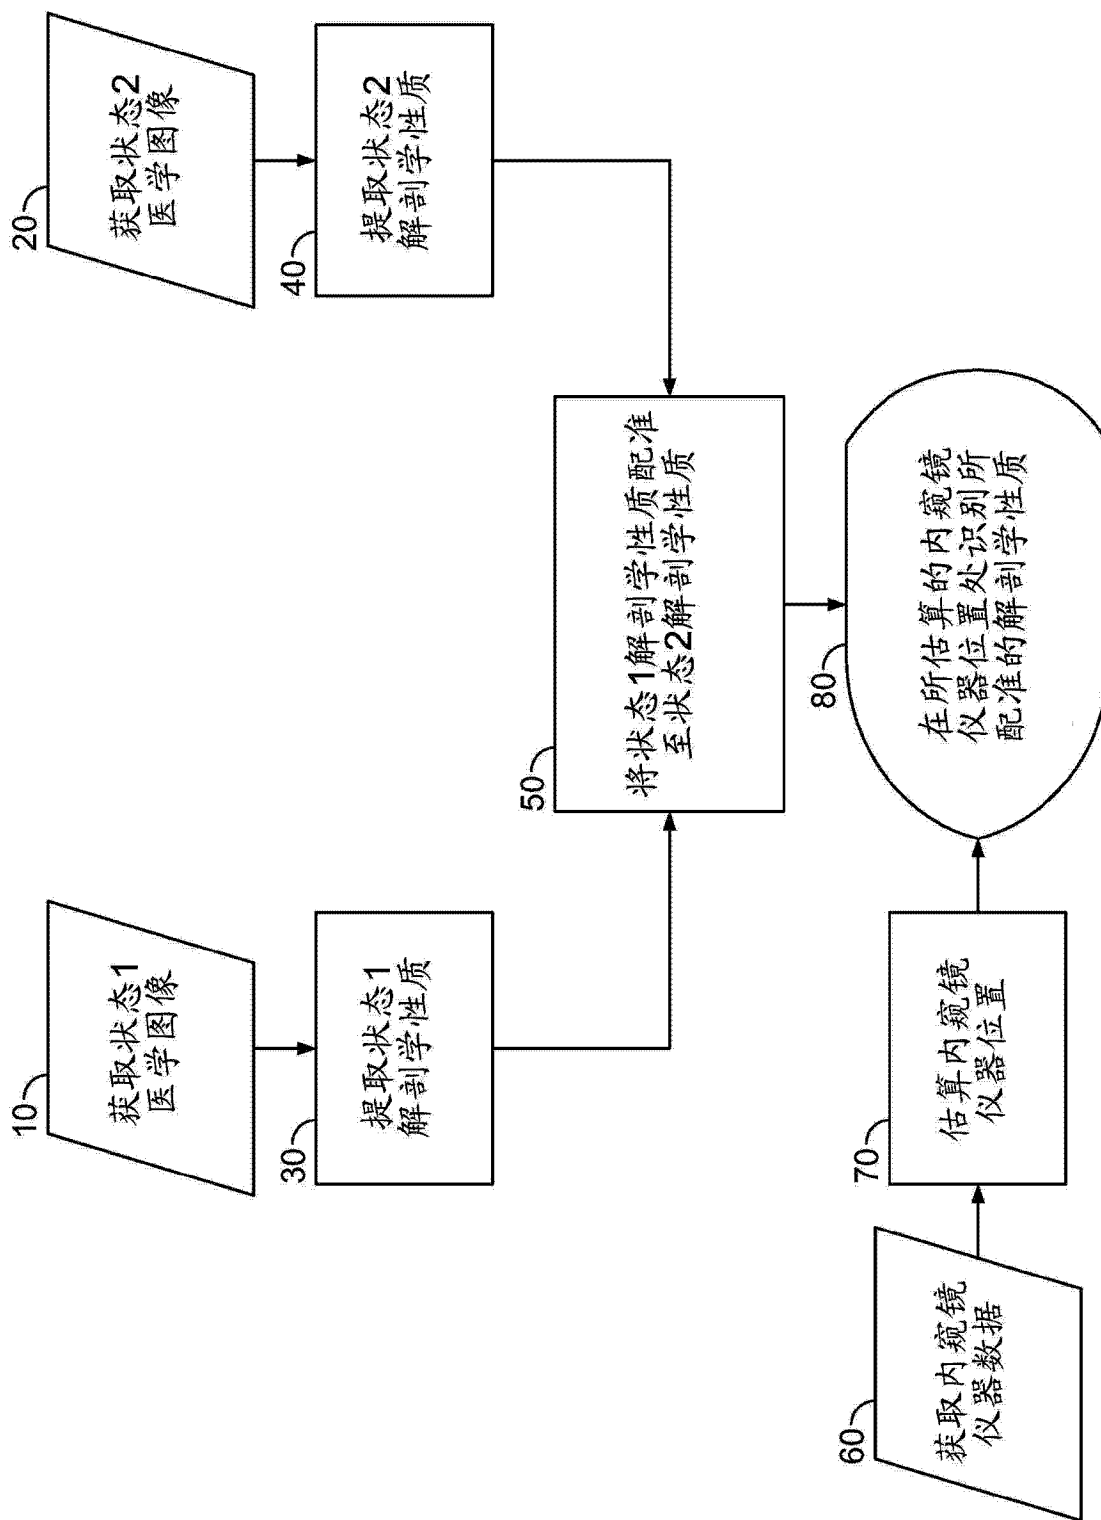 10
获取状态1
医学图像
20
获取状态2
医学图像
30
提取状态1
解剖学性质
40
提取状态2
解剖学性质
50
将状态1解剖学性质配准
至状态2解剖学性质
60
获取内窥镜
仪器数据
70
估算内窥镜
仪器位置
80
在所估算的内窥镜
仪器位置处识别所
配准的解剖学性质